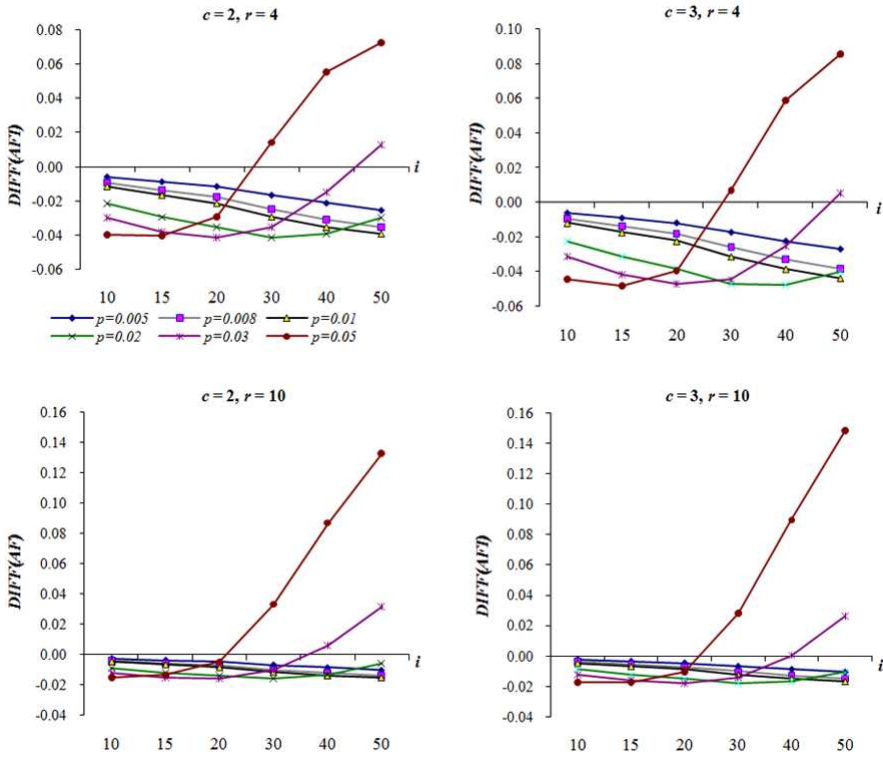 c = 2, r = 4
0.08
0.06
0.04
0.02
0.00
-0.02
-0.04
-0.06
DIFF(AFI)
i
10 15 20 30 40 50
p=0.005 p=0.008 p=0.01
p=0.02 p=0.03 p=0.05
c = 3, r = 4
0.10
0.08
0.06
0.04
0.02
0.00
-0.02
-0.04
-0.06
DIFF(AFI)
i
10 15 20 30 40 50
c = 2, r = 10
0.16
0.14
0.12
0.10
0.08
0.06
0.04
0.02
0.00
-0.02
-0.04
DIFF(AF)
i
10 15 20 30 40 50
c = 3, r = 10
0.16
0.14
0.12
0.10
0.08
0.06
0.04
0.02
0.00
-0.02
-0.04
DIFF(AFI)
i
10 15 20 30 40 50